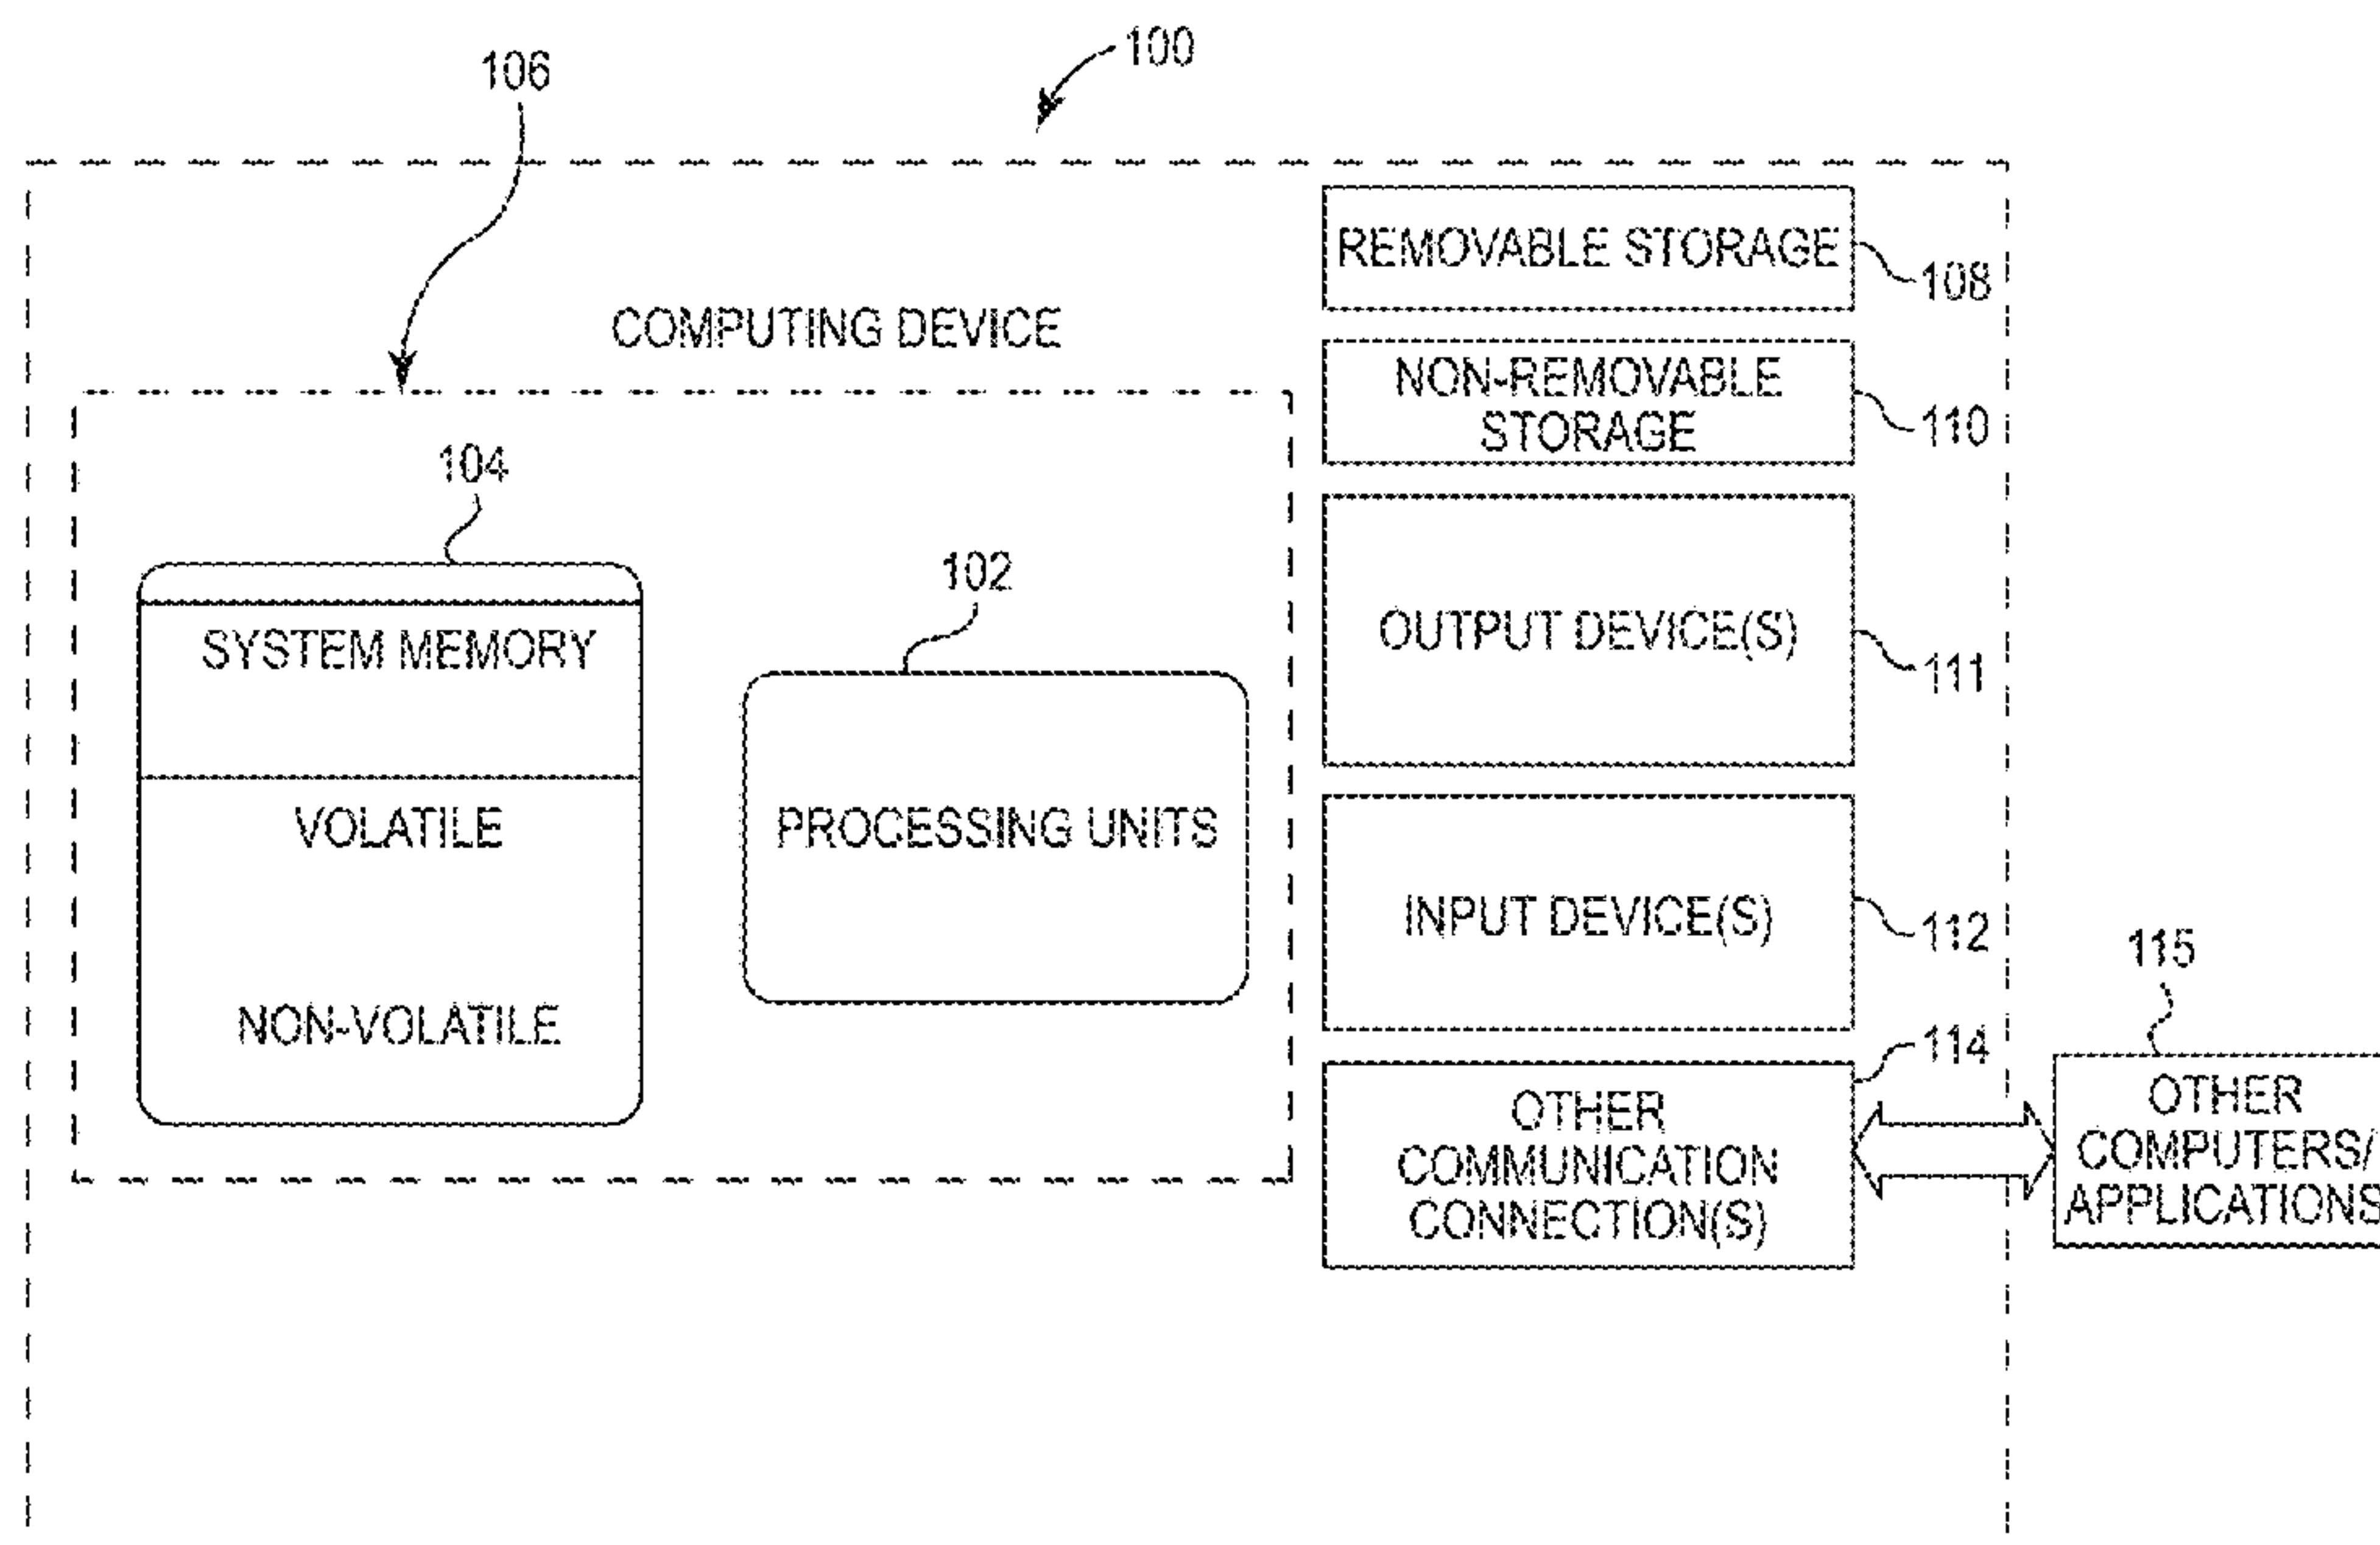 100
106
REMOVABLE STORAGE
108
COMPUTING DEVICE
NON-REMOVABLE
STORAGE
110
104
SYSTEM MEMORY
VOLATILE
NON-VOLATILE
102
PROCESSING UNITS
OUTPUT DEVICE(S)
111
INPUT DEVICE(S)
112
114
OTHER
COMMUNICATION
CONNECTION(S)
115
OTHER
COMPUTERS/
APPLICATIONS